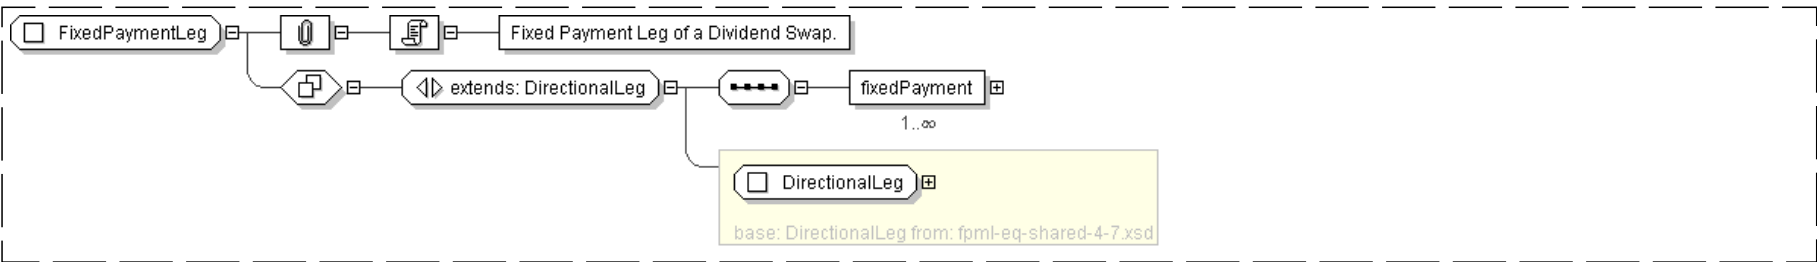 FixedPaymentLeg
Fixed Payment Leg of a Dividend Swap.
extends: DirectionalLeg
fixedPayment
1..∞
DirectionalLeg
base: DirectionalLeg from: fpml-eq-shared-4-7.xsd